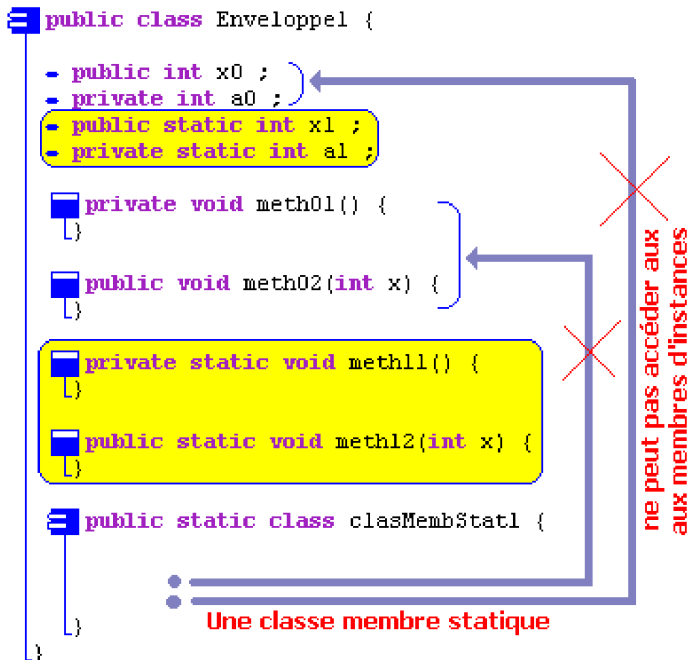 public class Enveloppe1 {
public int x0 ;
private int a0 ;
public static int x1 ;
private static int a1 ;
private void meth01() {
}
public void meth02(int x) {
}
private static void meth11() {
}
public static void meth12(int x) {
}
public static class clasMembStat1 {
}
}
Une classe membre statique
ne peut pas accéder aux
aux membres d'instances